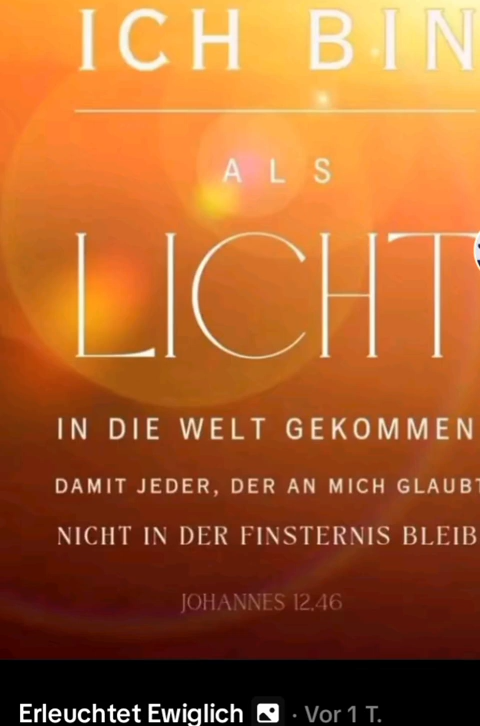 ICH BIN
ALS
LICHT
IN DIE WELT GEKOMMEN
DAMIT JEDER, DER AN MICH GLAUBT
NICHT IN DER FINSTERNIS BLEIB
JOHANNES 12,46
Erleuchtet Ewiglich · Vor 1 T.